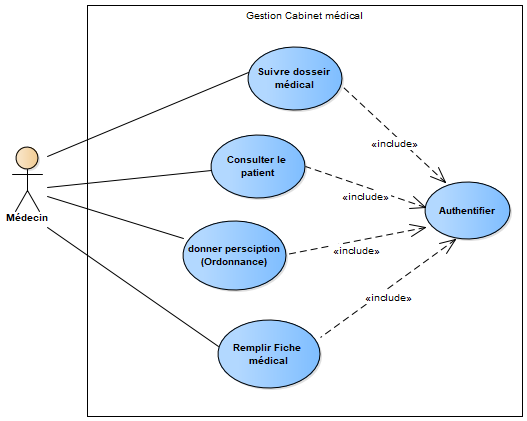 Gestion Cabinet médical
Suivre dosseir
médical
«include»
Consulter le
patient
«include»
Médecin
Authentifier
donner persciption
(Ordonnance)
«include»
«include»
Remplir Fiche
médical